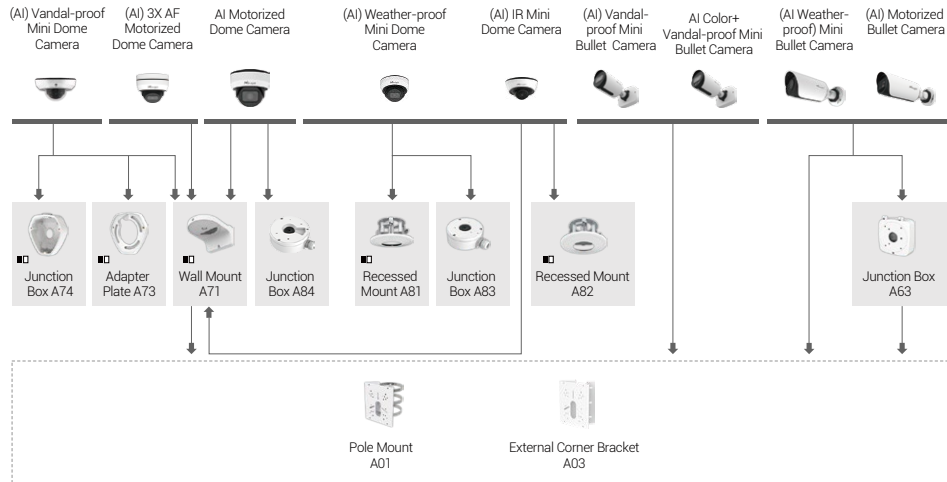 (AI) Vandal-proof
Mini Dome
Camera
(AI) 3X AF
Motorized
Dome Camera
AI Motorized
Dome Camera
(AI) Weather-proof
Mini Dome
Camera
(AI) IR Mini
Dome Camera
(AI) Vandal-
proof Mini
Bullet Camera
AI Color+
Vandal-proof Mini
Bullet Camera
(AI Weather-
proof) Mini
Bullet Camera
(AI) Motorized
Bullet Camera
Junction
Box A74
Adapter
Plate A73
Wall Mount
A71
Junction
Box A84
Recessed
Mount A81
Junction
Box A83
Recessed Mount
A82
Junction Box
A63
Pole Mount
A01
External Corner Bracket
A03